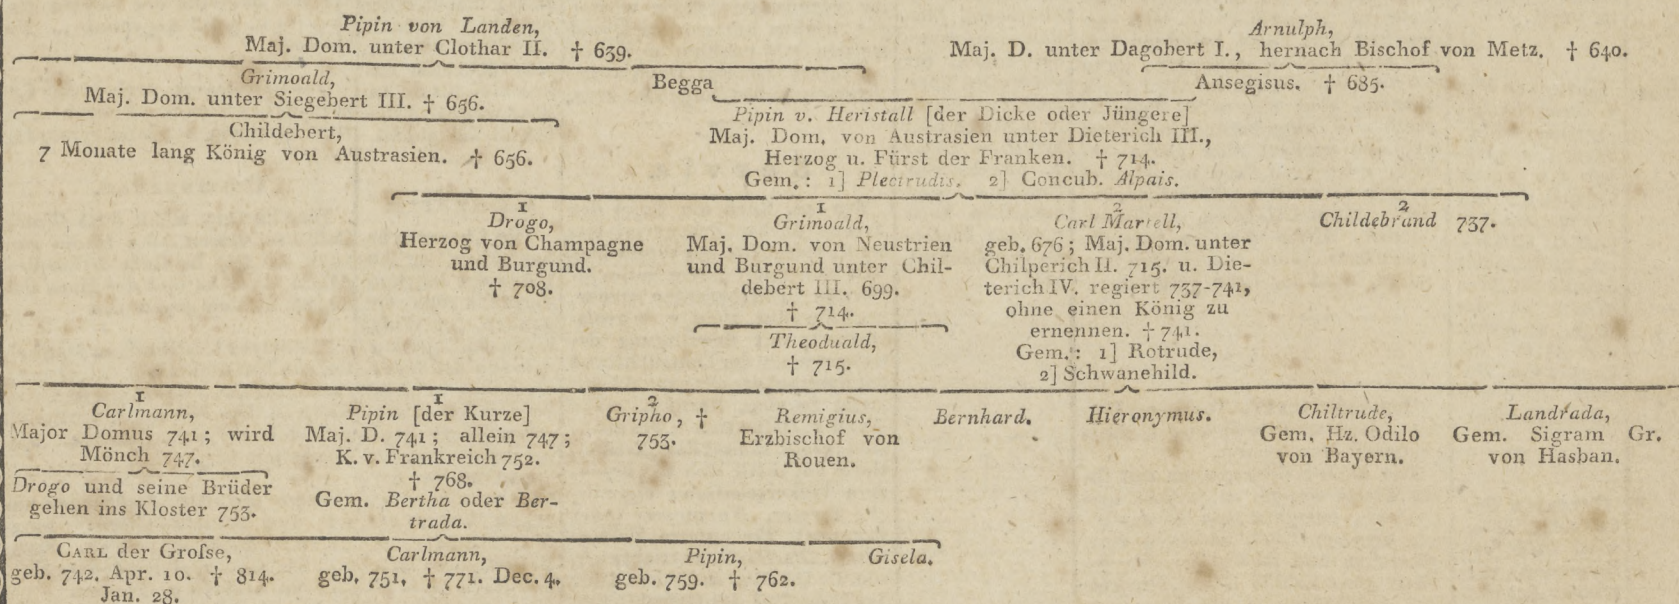 Pipin von Landen,
Maj. Dom. unter Clothar II. † 639.
Arnulph,
Maj. D. unter Dagobert I., hernach Bischof von Metz. † 640.
Grimoald,
Maj. Dom. unter Siegebert III. † 656.
Begga
Ansegisus. † 685.
Childebert,
7 Monate lang König von Austrasien. † 656.
Pipin v. Heristall [der Dicke oder Jüngere]
Maj. Dom. von Austrasien unter Dieterich III.,
Herzog u. Fürst der Franken. † 714.
Gem.: 1] Plectrudis. 2] Concub. Alpais.
1
Drogo,
Herzog von Champagne
und Burgund.
† 708.
1
Grimoald,
Maj. Dom. von Neustrien
und Burgund unter Chil-
debert III. 699.
† 714.
Theoduald,
† 715.
2
Carl Martell,
geb. 676; Maj. Dom. unter
Chilperich II. 715. u. Die-
terich IV. regiert 737-741,
ohne einen König zu
ernennen. † 741.
Gem.: 1] Rotrude,
2] Schwanehild.
2
Childebrand 737.
1
Carlmann,
Major Domus 741; wird
Mönch 747.
Drogo und seine Brüder
gehen ins Kloster 753.
1
Pipin [der Kurze]
Maj. D. 741; allein 747;
K. v. Frankreich 752.
† 768.
Gem. Bertha oder Ber-
trada.
2
Gripho, †
753.
Remigius,
Erzbischof von
Rouen.
Bernhard.
Hieronymus.
Chiltrude,
Gem. Hz. Odilo
von Bayern.
Landrada,
Gem. Sigram Gr.
von Hasban.
CARL der Groſse,
geb. 742. Apr. 10. † 814.
Jan. 28.
Carlmann,
geb. 751, † 771. Dec. 4.
Pipin,
geb. 759. † 762.
Gisela.